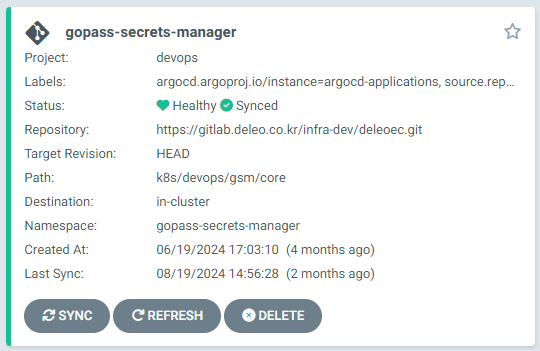 gopass-secrets-manager
Project: devops
Labels: argocd.argoproj.io/instance=argocd-applications, source.rep...
Status: Healthy Synced
Repository: https://gitlab.deleo.co.kr/infra-dev/deleoec.git
Target Revision: HEAD
Path: k8s/devops/gsm/core
Destination: in-cluster
Namespace: gopass-secrets-manager
Created At: 06/19/2024 17:03:10 (4 months ago)
Last Sync: 08/19/2024 14:56:28 (2 months ago)
SYNC REFRESH DELETE